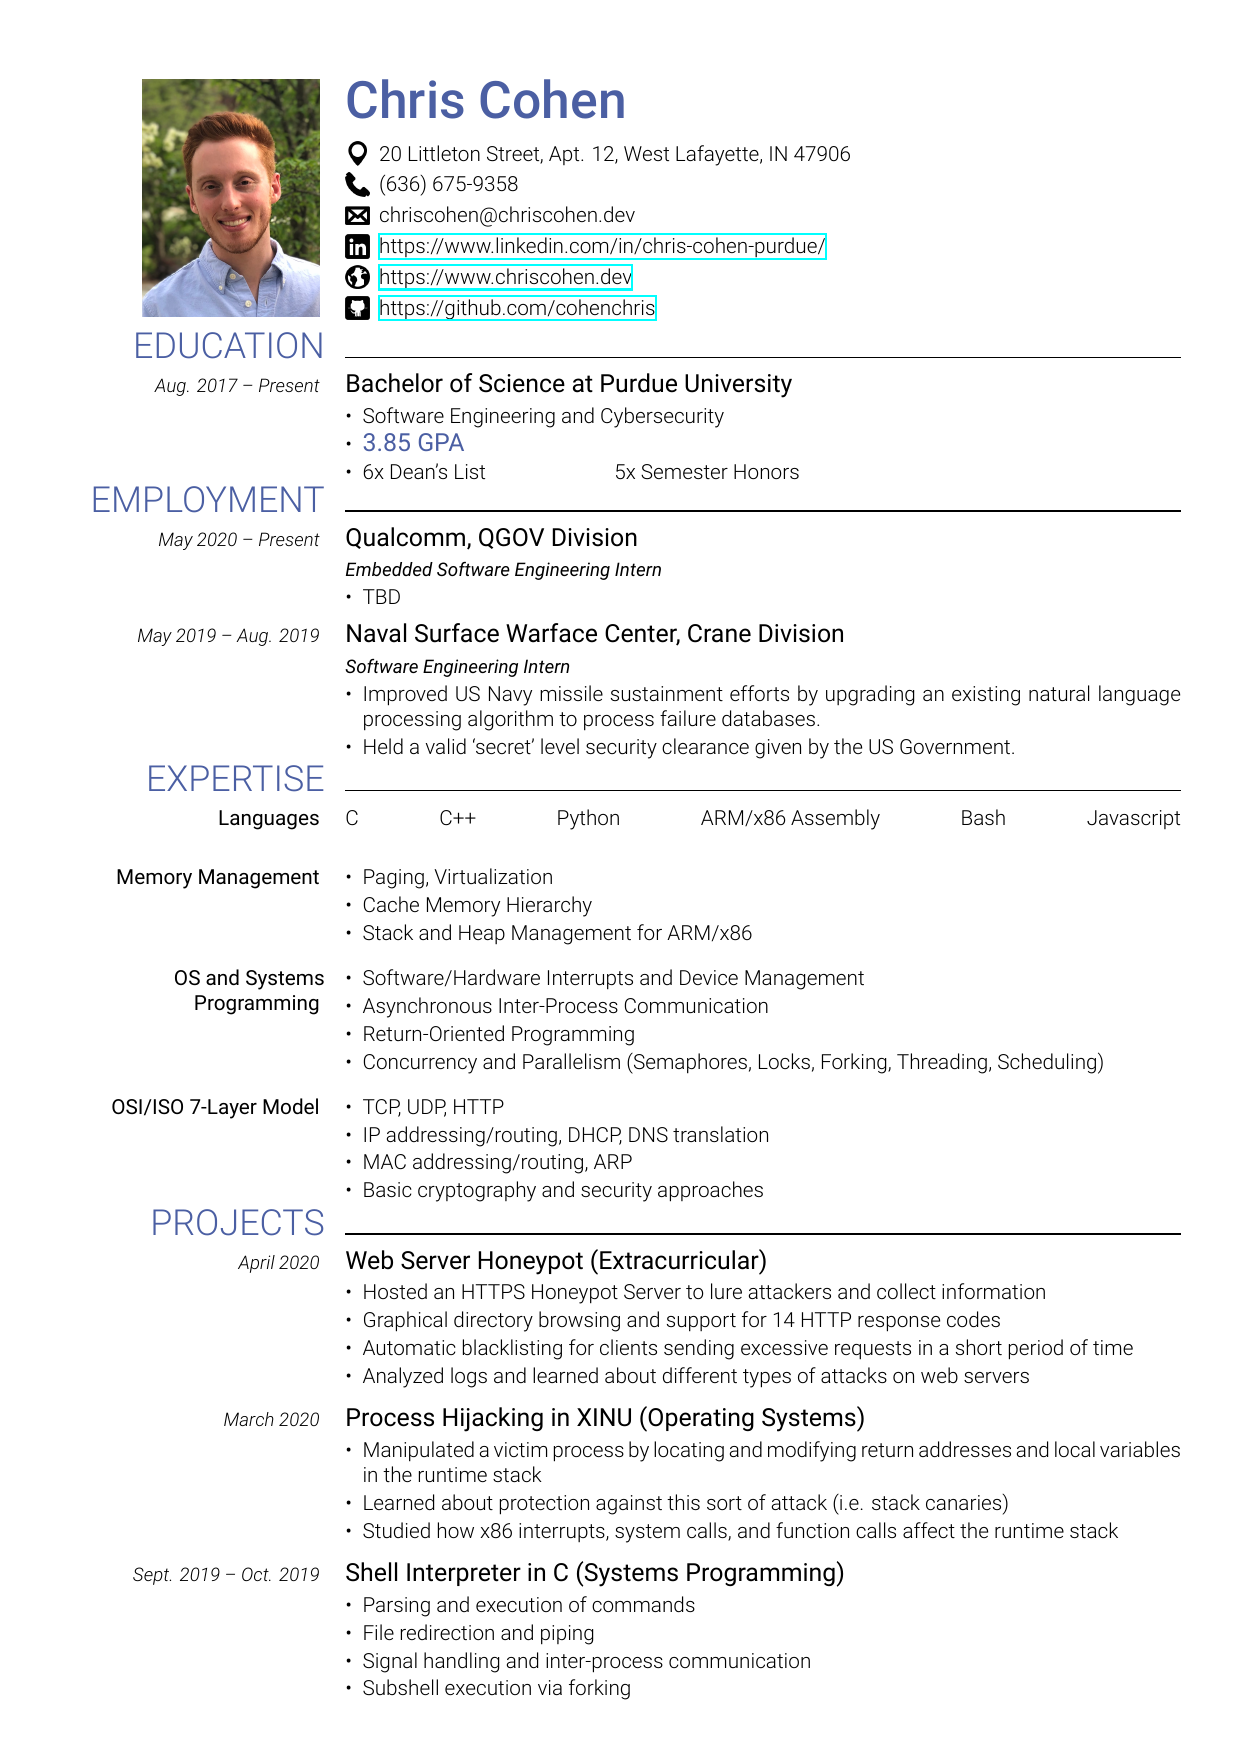 Chris Cohen
20 Littleton Street, Apt. 12, West Lafayette, IN 47906
(636) 675-9358
chriscohen@chriscohen.dev
https://www.linkedin.com/in/chris-cohen-purdue/
https://www.chriscohen.dev
https://github.com/cohenchris
EDUCATION
Aug. 2017 – Present Bachelor of Science at Purdue University
• Software Engineering and Cybersecurity
• 3.85 GPA
• 6x Dean’s List 5x Semester Honors
EMPLOYMENT
May 2020 – Present Qualcomm, QGOV Division
Embedded Software Engineering Intern
• TBD
May 2019 – Aug. 2019 Naval Surface Warface Center, Crane Division
Software Engineering Intern
• Improved US Navy missile sustainment efforts by upgrading an existing natural language
processing algorithm to process failure databases.
• Held a valid ‘secret’ level security clearance given by the US Government.
EXPERTISE
Languages C C++ Python ARM/x86 Assembly Bash Javascript
Memory Management • Paging, Virtualization
• Cache Memory Hierarchy
• Stack and Heap Management for ARM/x86
OS and Systems • Software/Hardware Interrupts and Device Management
Programming • Asynchronous Inter-Process Communication
• Return-Oriented Programming
• Concurrency and Parallelism (Semaphores, Locks, Forking, Threading, Scheduling)
OSI/ISO 7-Layer Model • TCP, UDP, HTTP
• IP addressing/routing, DHCP, DNS translation
• MAC addressing/routing, ARP
• Basic cryptography and security approaches
PROJECTS
April 2020 Web Server Honeypot (Extracurricular)
• Hosted an HTTPS Honeypot Server to lure attackers and collect information
• Graphical directory browsing and support for 14 HTTP response codes
• Automatic blacklisting for clients sending excessive requests in a short period of time
• Analyzed logs and learned about different types of attacks on web servers
March 2020 Process Hijacking in XINU (Operating Systems)
• Manipulated a victim process by locating and modifying return addresses and local variables
in the runtime stack
• Learned about protection against this sort of attack (i.e. stack canaries)
• Studied how x86 interrupts, system calls, and function calls affect the runtime stack
Sept. 2019 – Oct. 2019 Shell Interpreter in C (Systems Programming)
• Parsing and execution of commands
• File redirection and piping
• Signal handling and inter-process communication
• Subshell execution via forking